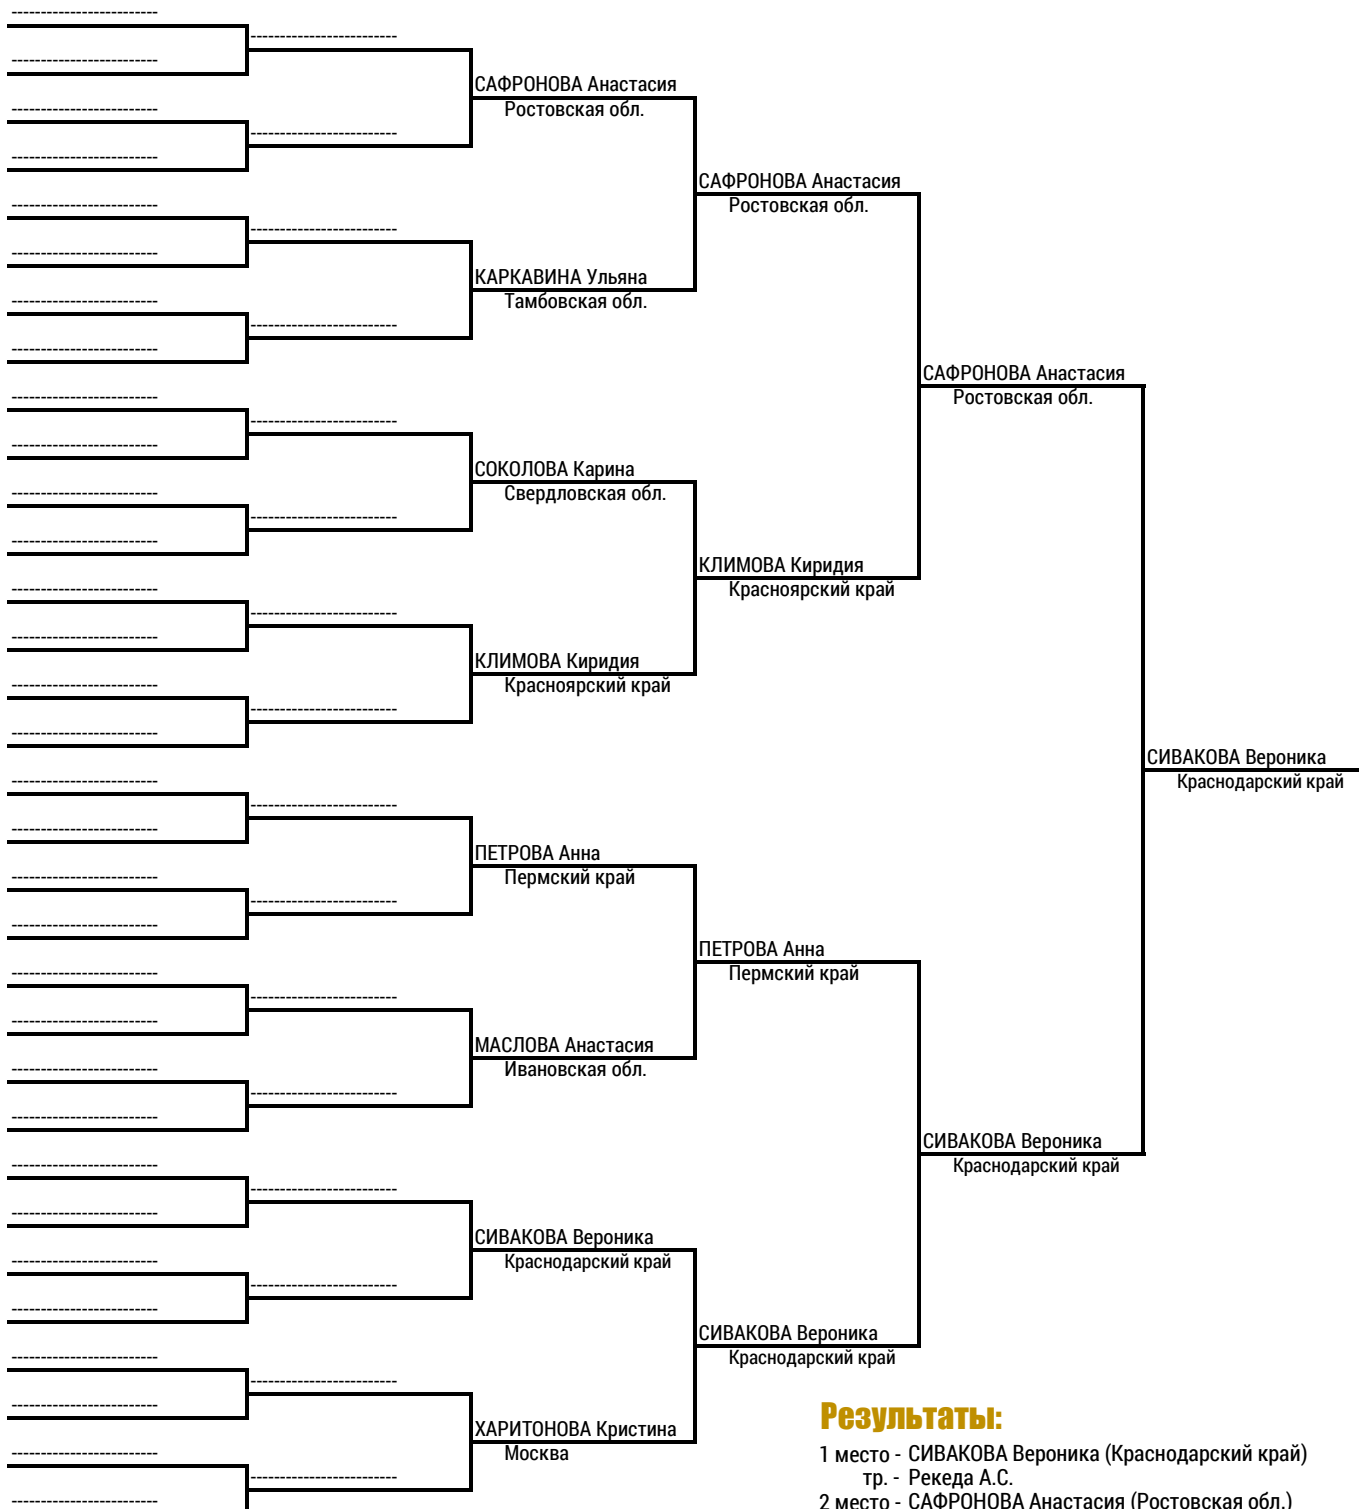 САФРОНОВА Анастасия
Ростовская обл.
САФРОНОВА Анастасия
Ростовская обл.
КАРКАВИНА Ульяна
Тамбовская обл.
САФРОНОВА Анастасия
Ростовская обл.
СОКОЛОВА Карина
Свердловская обл.
КЛИМОВА Киридия
Красноярский край
КЛИМОВА Киридия
Красноярский край
СИВАКОВА Вероника
Краснодарский край
ПЕТРОВА Анна
Пермский край
ПЕТРОВА Анна
Пермский край
МАСЛОВА Анастасия
Ивановская обл.
СИВАКОВА Вероника
Краснодарский край
СИВАКОВА Вероника
Краснодарский край
СИВАКОВА Вероника
Краснодарский край
ХАРИТОНОВА Кристина
Москва
Результаты:
1 место - СИВАКОВА Вероника (Краснодарский край)
тр. - Рекеда А.С.
2 место - САФРОНОВА Анастасия (Ростовская обл.)